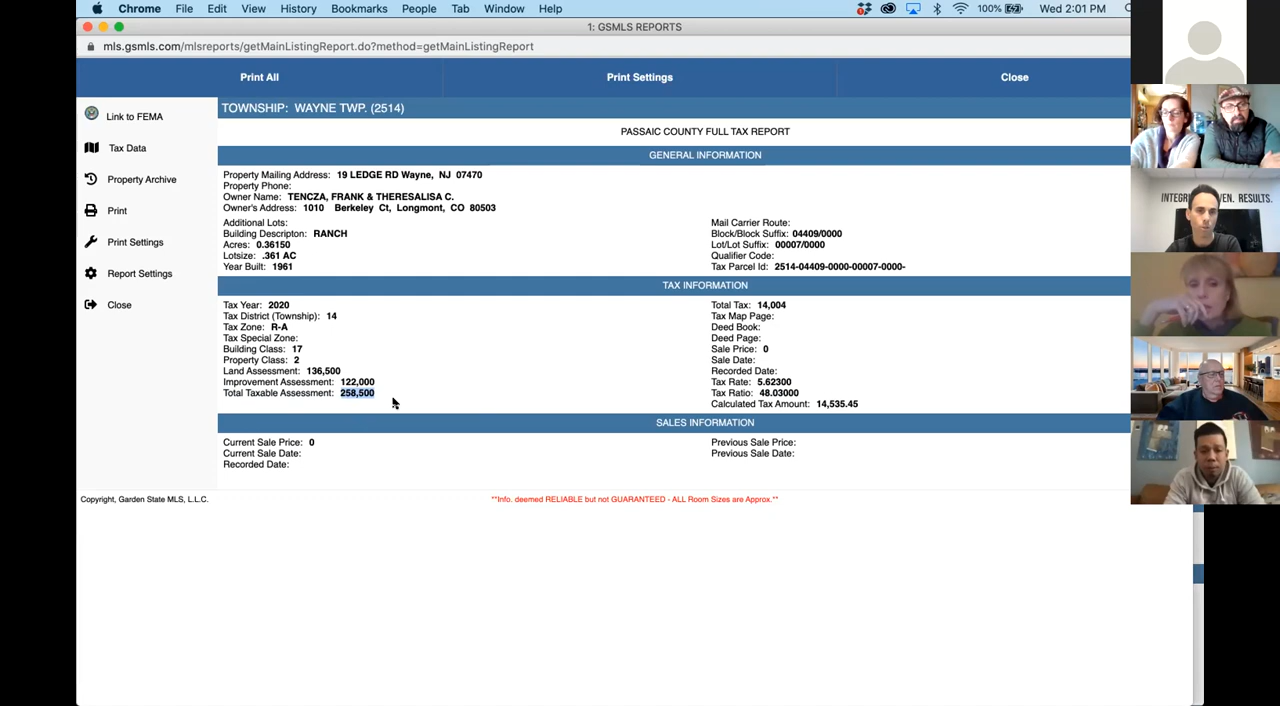 Chrome File Edit View History Bookmarks People Tab Window Help 100% Wed 2:01 PM
1: GSMLS REPORTS
mls.gsmls.com/mlsreports/getMainListingReport.do?method=getMainListingReport
Print All Print Settings Close
Link to FEMA
Tax Data
Property Archive
Print
Print Settings
Report Settings
Close
TOWNSHIP: WAYNE TWP. (2514)
PASSAIC COUNTY FULL TAX REPORT
GENERAL INFORMATION
Property Mailing Address: 19 LEDGE RD Wayne, NJ 07470
Property Phone:
Owner Name: TENCZA, FRANK & THERESALISA C.
Owner's Address: 1010 Berkeley Ct, Longmont, CO 80503
Additional Lots:
Building Descripton: RANCH
Acres: 0.36150
Lotsize: .361 AC
Year Built: 1961
Mail Carrier Route:
Block/Block Suffix: 04409/0000
Lot/Lot Suffix: 00007/0000
Qualifier Code:
Tax Parcel Id: 2514-04409-0000-00007-0000-
TAX INFORMATION
Tax Year: 2020
Tax District (Township): 14
Tax Zone: R-A
Tax Special Zone:
Building Class: 17
Property Class: 2
Land Assessment: 136,500
Improvement Assessment: 122,000
Total Taxable Assessment: 258,500
Total Tax: 14,004
Tax Map Page:
Deed Book:
Deed Page:
Sale Price: 0
Sale Date:
Recorded Date:
Tax Rate: 5.62300
Tax Ratio: 48.03000
Calculated Tax Amount: 14,535.45
SALES INFORMATION
Current Sale Price: 0
Current Sale Date:
Recorded Date:
Previous Sale Price:
Previous Sale Date:
Copyright, Garden State MLS, L.L.C.
**Info. deemed RELIABLE but not GUARANTEED - ALL Room Sizes are Approx.**
RESULTS.